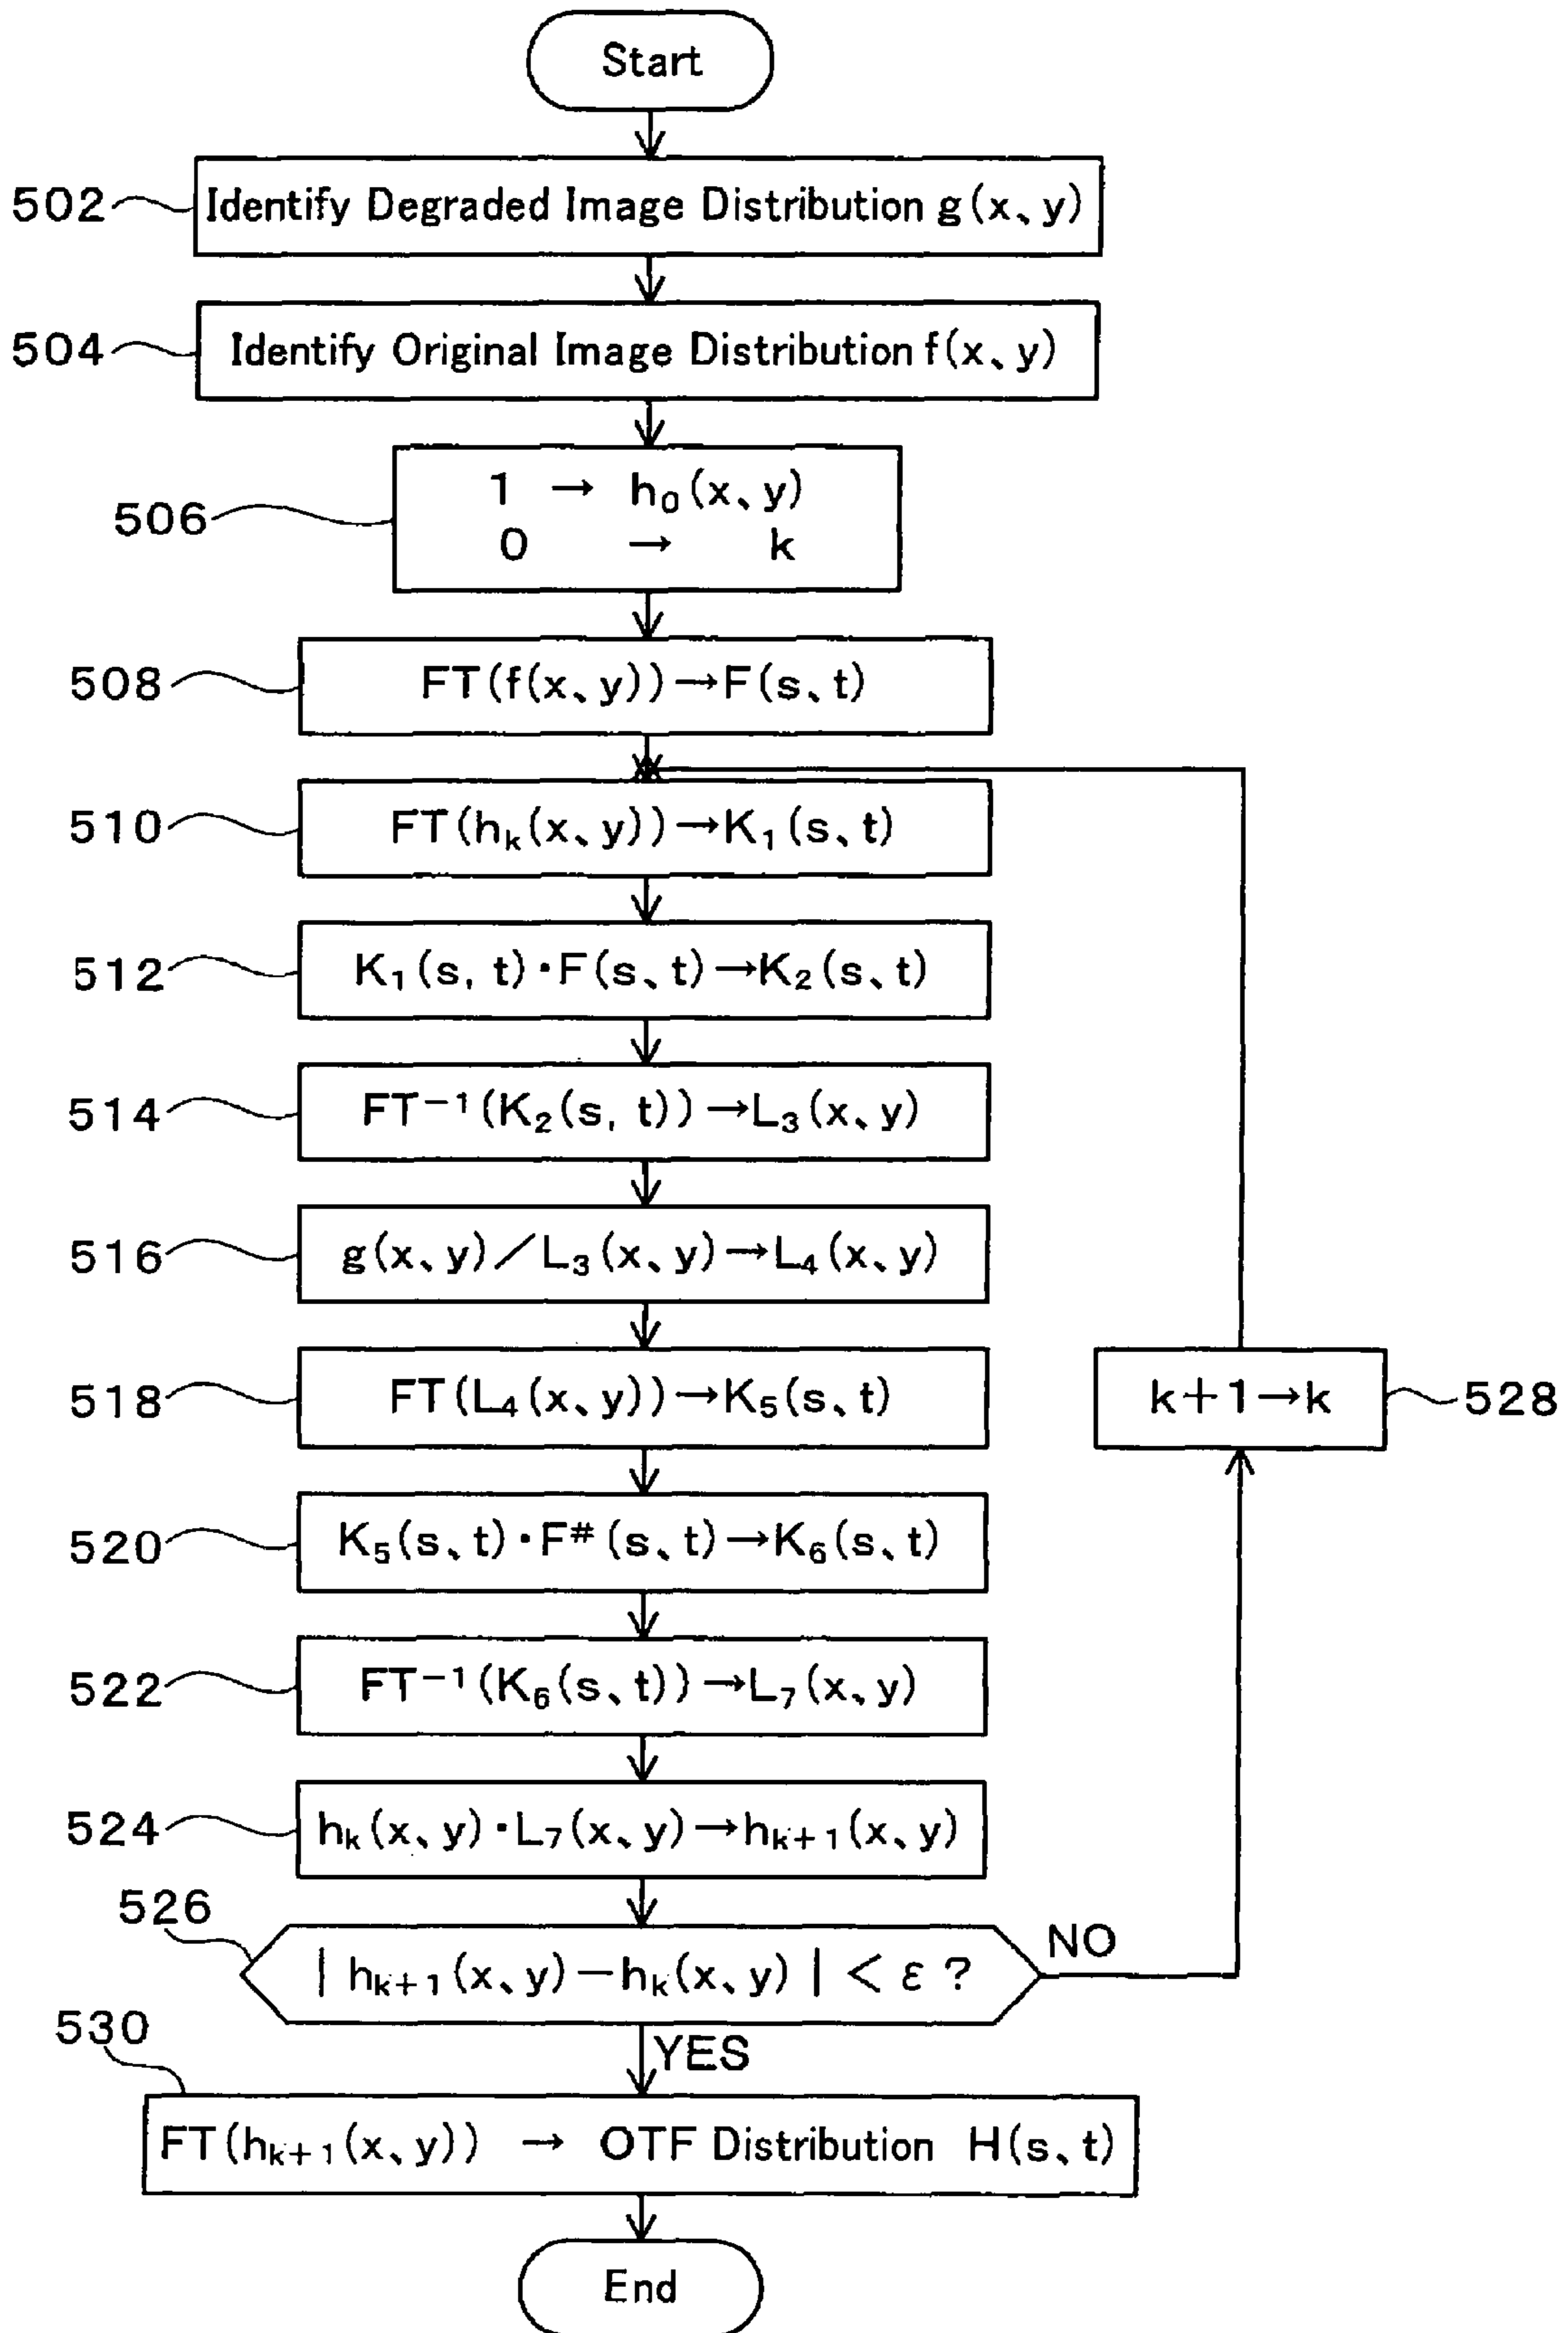 Start
502
Identify Degraded Image Distribution g(x、y)
504
Identify Original Image Distribution f(x、y)
506
1 → h₀(x、y)
0 → k
508
FT(f(x、y))→F(s、t)
510
FT(hₖ(x、y))→K₁(s、t)
512
K₁(s, t)・F(s、t)→K₂(s、t)
514
FT⁻¹(K₂(s, t))→L₃(x、y)
516
g(x、y)／L₃(x、y)→L₄(x、y)
518
FT(L₄(x、y))→K₅(s、t)
k+1→k
528
520
K₅(s、t)・F#(s、t)→K₆(s、t)
522
FT⁻¹(K₆(s、t))→L₇(x、y)
524
hₖ(x、y)・L₇(x、y)→hₖ₊₁(x、y)
526
| hₖ₊₁(x、y)−hₖ(x、y) | < ε ?
NO
YES
530
FT(hₖ₊₁(x、y)) → OTF Distribution H(s、t)
End